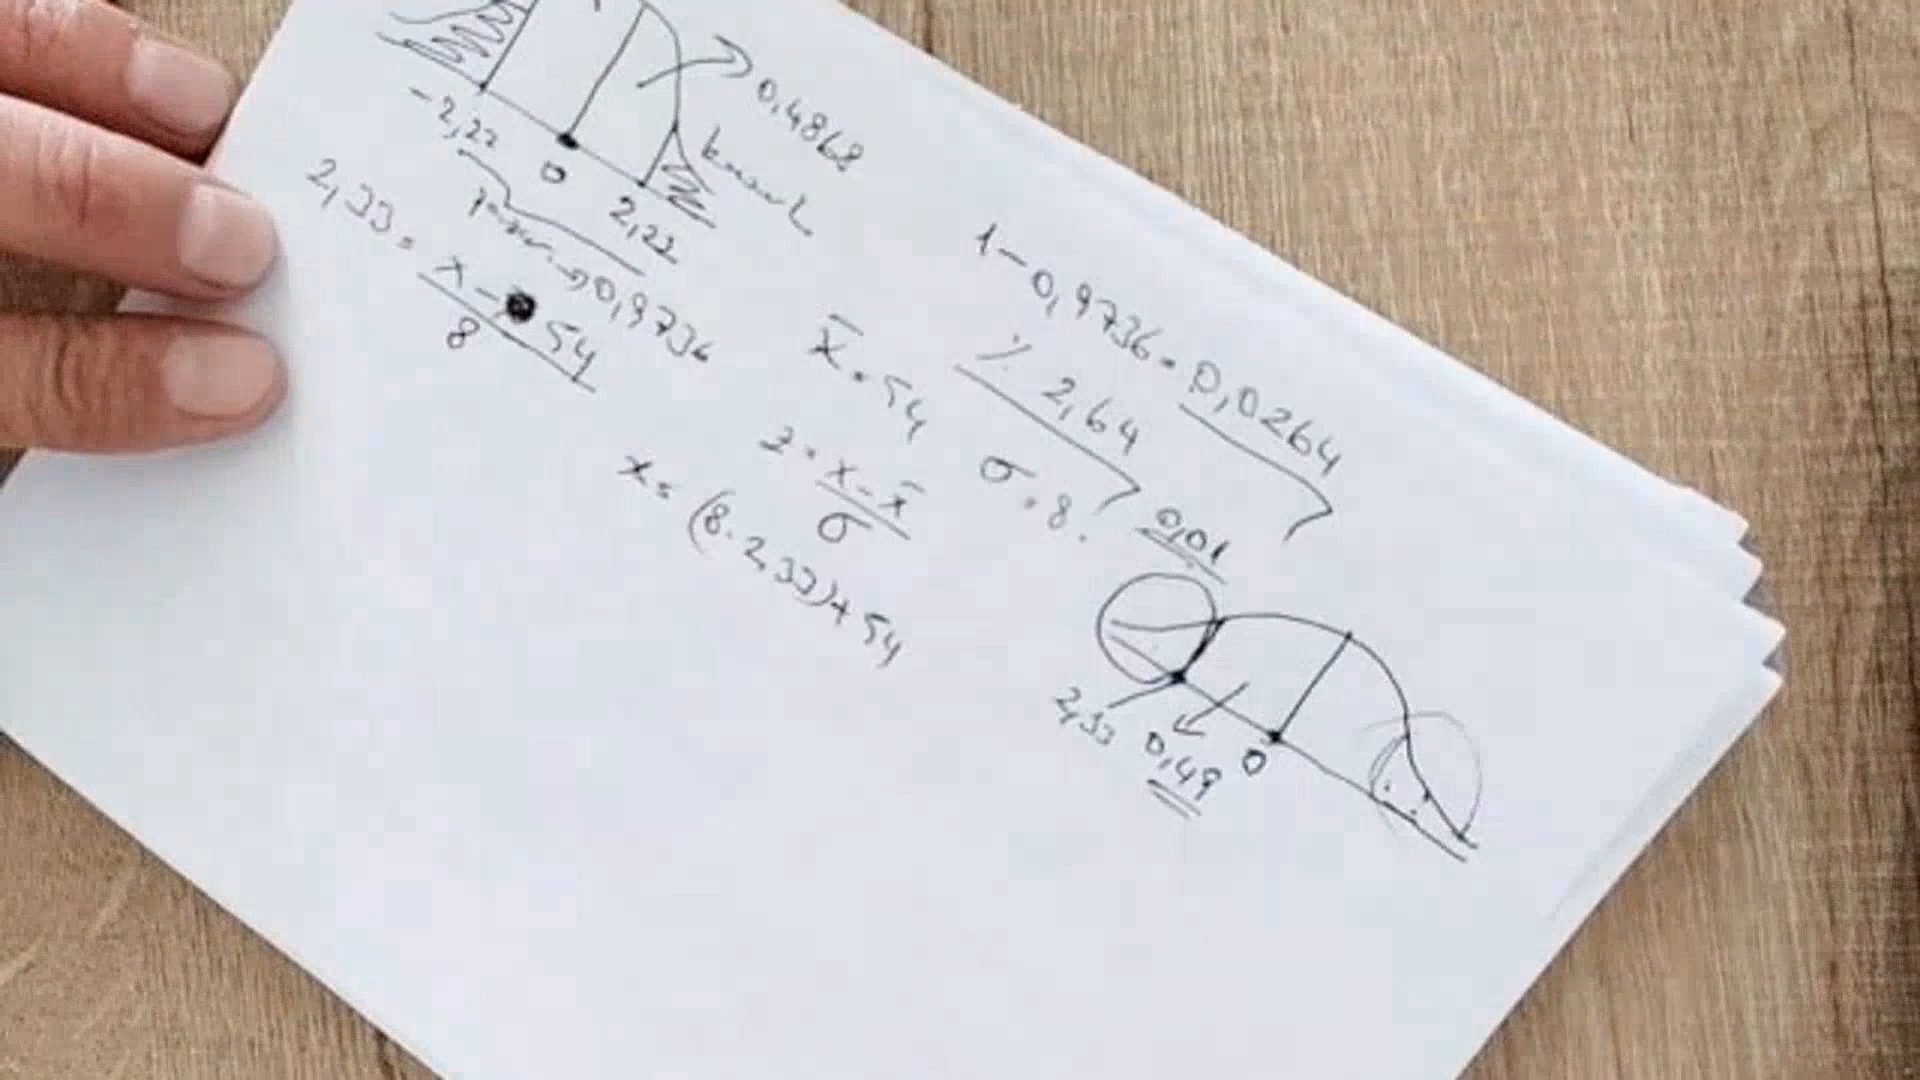 0,4868
-2,22
0
2,22
0,9736
2,33 = x - 54
8
1 - 0,9736 = 0,0264
% 2,64
x̄ = 54
σ = 8.
z = x - x̄
σ
x = (8 . 2,33) + 54
0,01
2,33
0,49
0